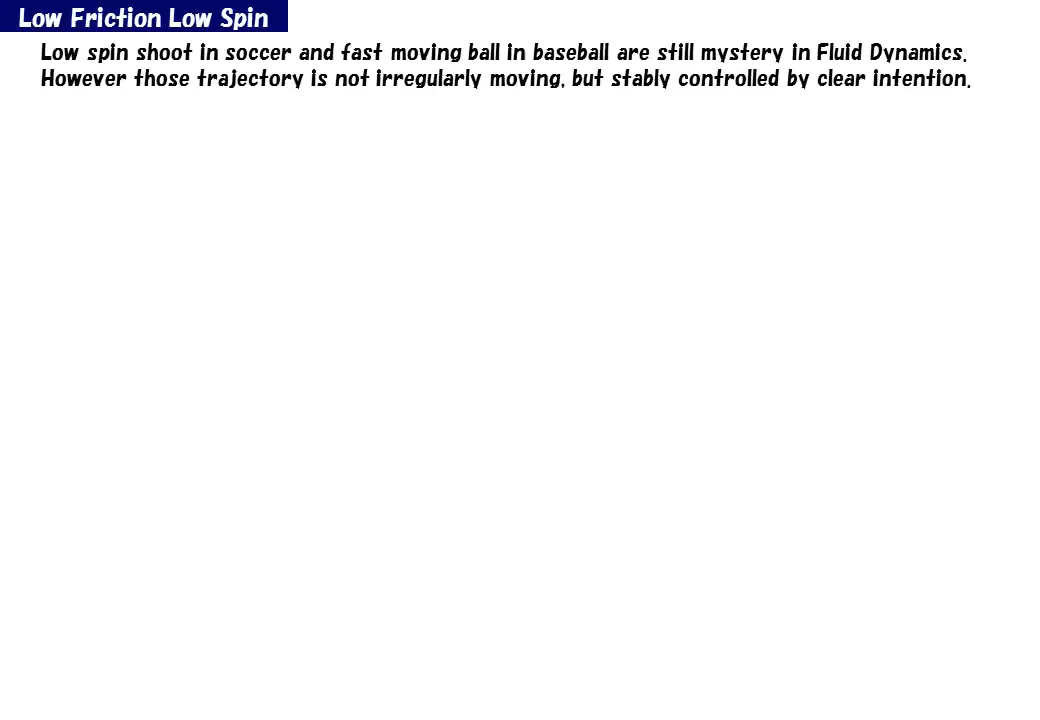 Low Friction Low Spin
Low spin shoot in soccer and fast moving ball in baseball are still mystery in Fluid Dynamics.
However those trajectory is not irregularly moving, but stably controlled by clear intention.